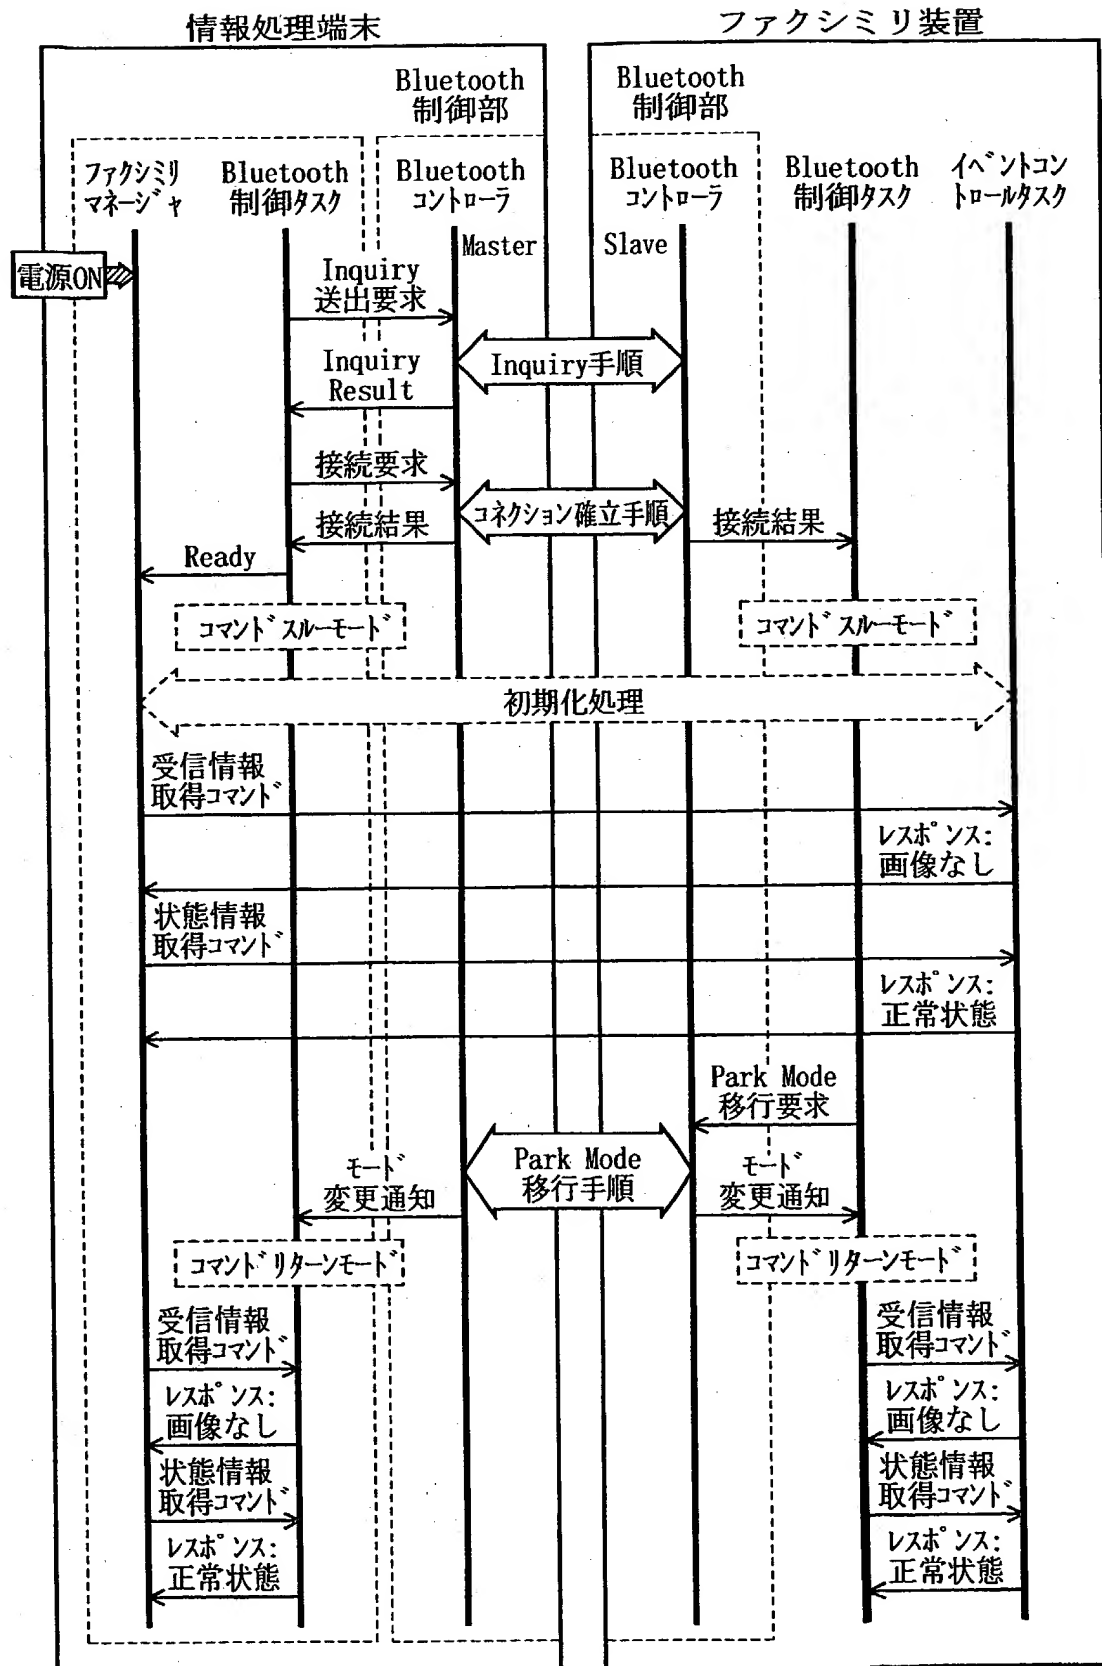 情報処理端末
ファクシミリ装置
Bluetooth
制御部
Bluetooth
制御部
ファクシミリ
マネージャ
Bluetooth
制御タスク
Bluetooth
コントローラ
Bluetooth
コントローラ
Bluetooth
制御タスク
イベントコン
トロールタスク
Master
Slave
電源ON
Inquiry
送出要求
Inquiry手順
Inquiry
Result
接続要求
コネクション確立手順
接続結果
接続結果
Ready
コマンドスルーモード
コマンドスルーモード
初期化処理
受信情報
取得コマンド
レスポンス:
画像なし
状態情報
取得コマンド
レスポンス:
正常状態
Park Mode
移行要求
Park Mode
移行手順
モード
変更通知
モード
変更通知
コマンドリターンモード
コマンドリターンモード
受信情報
取得コマンド
受信情報
取得コマンド
レスポンス:
画像なし
レスポンス:
画像なし
状態情報
取得コマンド
状態情報
取得コマンド
レスポンス:
正常状態
レスポンス:
正常状態